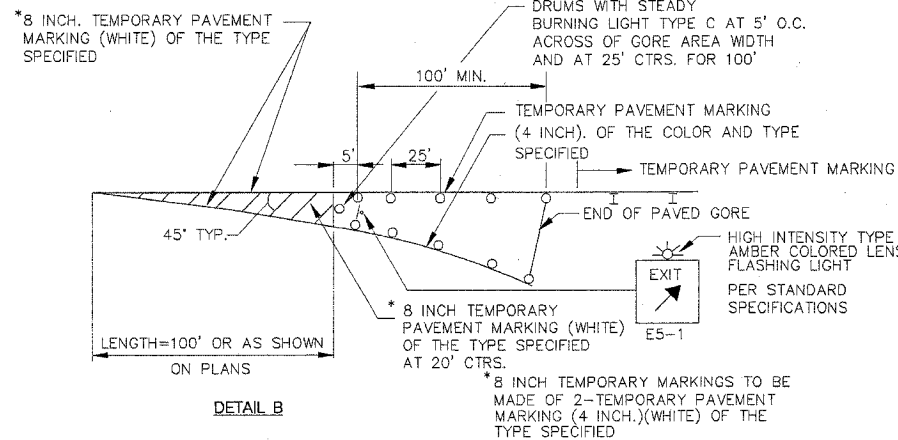 *8 INCH. TEMPORARY PAVEMENT
MARKING (WHITE) OF THE TYPE
SPECIFIED
DRUMS WITH STEADY
BURNING LIGHT TYPE C AT 5' O.C.
ACROSS OF GORE AREA WIDTH
AND AT 25' CTRS. FOR 100'
100' MIN.
TEMPORARY PAVEMENT MARKING
(4 INCH). OF THE COLOR AND TYPE
SPECIFIED
5'
25'
TEMPORARY PAVEMENT MARKING
45° TYP.
END OF PAVED GORE
HIGH INTENSITY TYPE
AMBER COLORED LENS
FLASHING LIGHT
PER STANDARD
SPECIFICATIONS
EXIT
E5-1
* 8 INCH TEMPORARY
PAVEMENT MARKING (WHITE)
OF THE TYPE SPECIFIED
AT 20' CTRS.
LENGTH=100' OR AS SHOWN
ON PLANS
*8 INCH TEMPORARY MARKINGS TO BE
MADE OF 2-TEMPORARY PAVEMENT
MARKING (4 INCH.)(WHITE) OF THE
TYPE SPECIFIED
DETAIL B